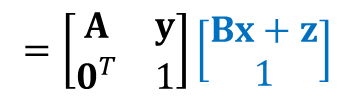 = [A y; 0^T 1] [Bx + z; 1]